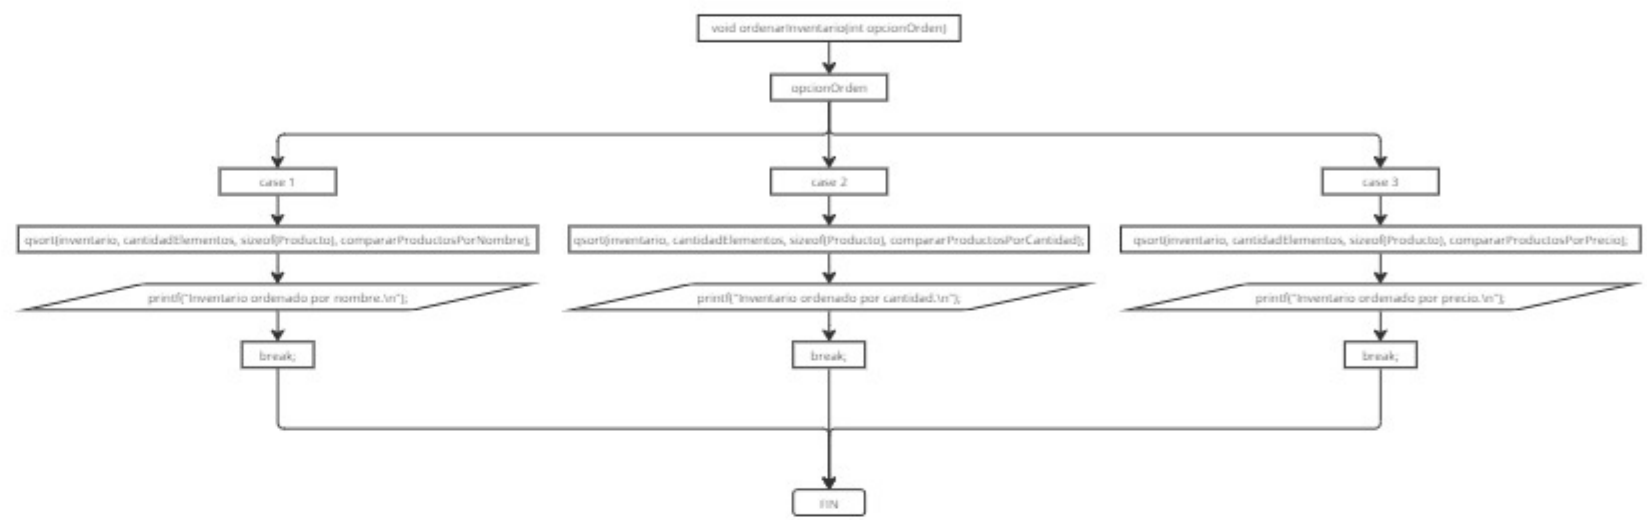 void ordenarInventario(int opcionOrden)
opcionOrden
case 1
case 2
case 3
qsort(inventario, cantidadElementos, sizeof(Producto), compararProductosPorNombre);
qsort(inventario, cantidadElementos, sizeof(Producto), compararProductosPorCantidad);
qsort(inventario, cantidadElementos, sizeof(Producto), compararProductosPorPrecio);
printf("Inventario ordenado por nombre.\n");
printf("Inventario ordenado por cantidad.\n");
printf("Inventario ordenado por precio.\n");
break;
break;
break;
FIN